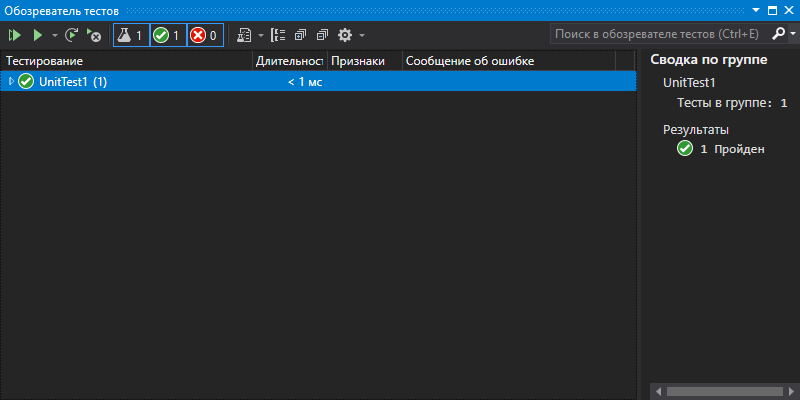 Обозреватель тестов
1 1 0 Поиск в обозревателе тестов (Ctrl+E)
Тестирование Длительност Признаки Сообщение об ошибке
UnitTest1 (1) < 1 мс
Сводка по группе
UnitTest1
Тесты в группе: 1
Результаты
1 Пройден